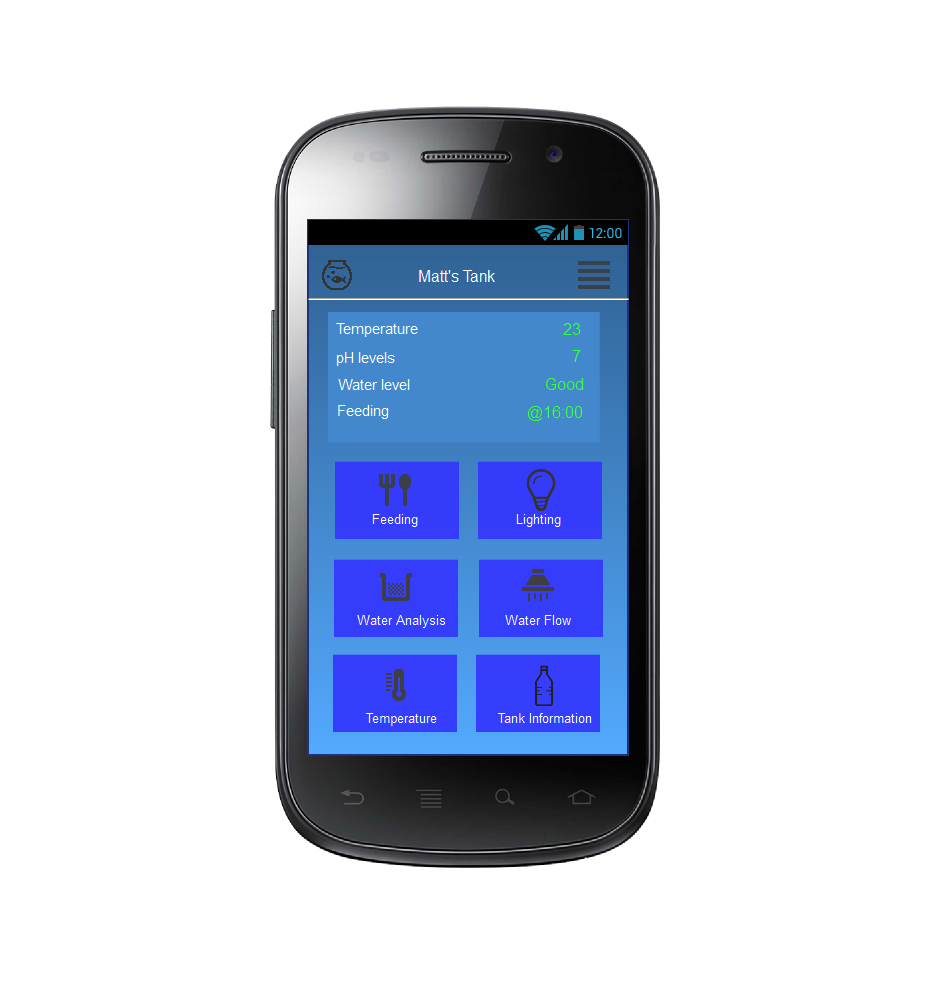 12:00
Matt's Tank
Temperature 23
pH levels 7
Water level Good
Feeding @16:00
Feeding Lighting
Water Analysis Water Flow
Temperature Tank Information